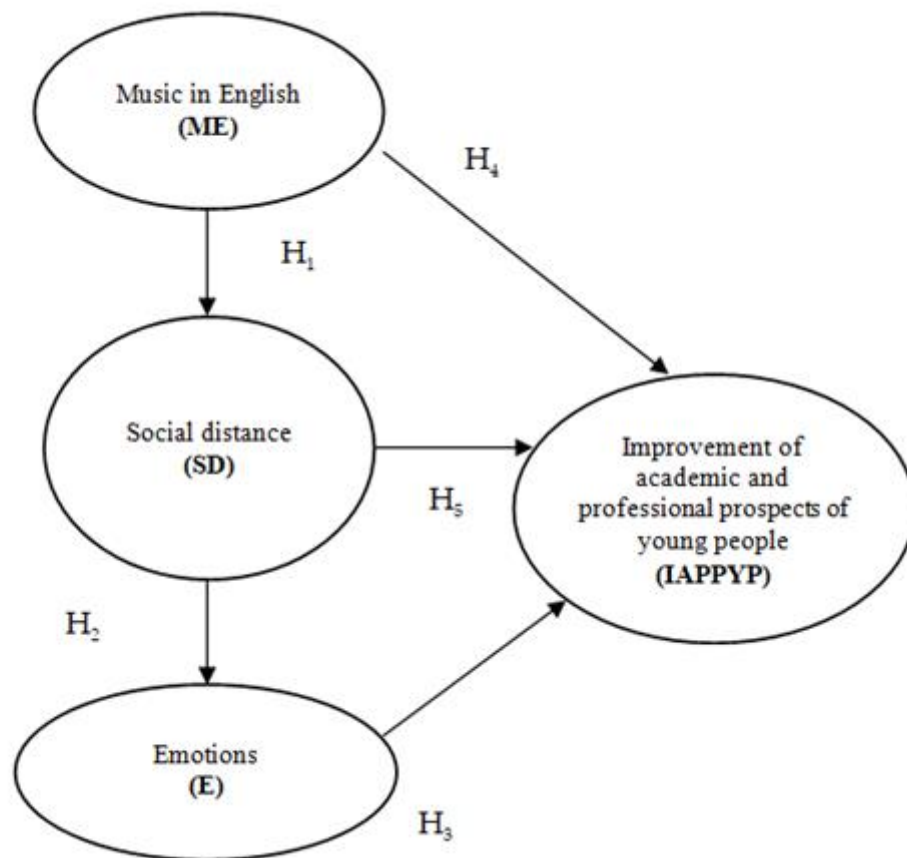 Music in English
(ME)
H₄
H₁
Social distance
(SD)
H₅
Improvement of
academic and
professional prospects of
young people
(IAPPYP)
H₂
Emotions
(E)
H₃